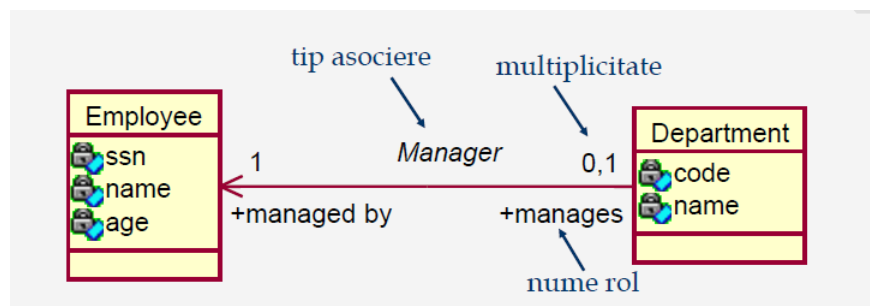 tip asociere
multiplicitate
Employee
ssn
name
age
1
Manager
0,1
+managed by
+manages
Department
code
name
nume rol